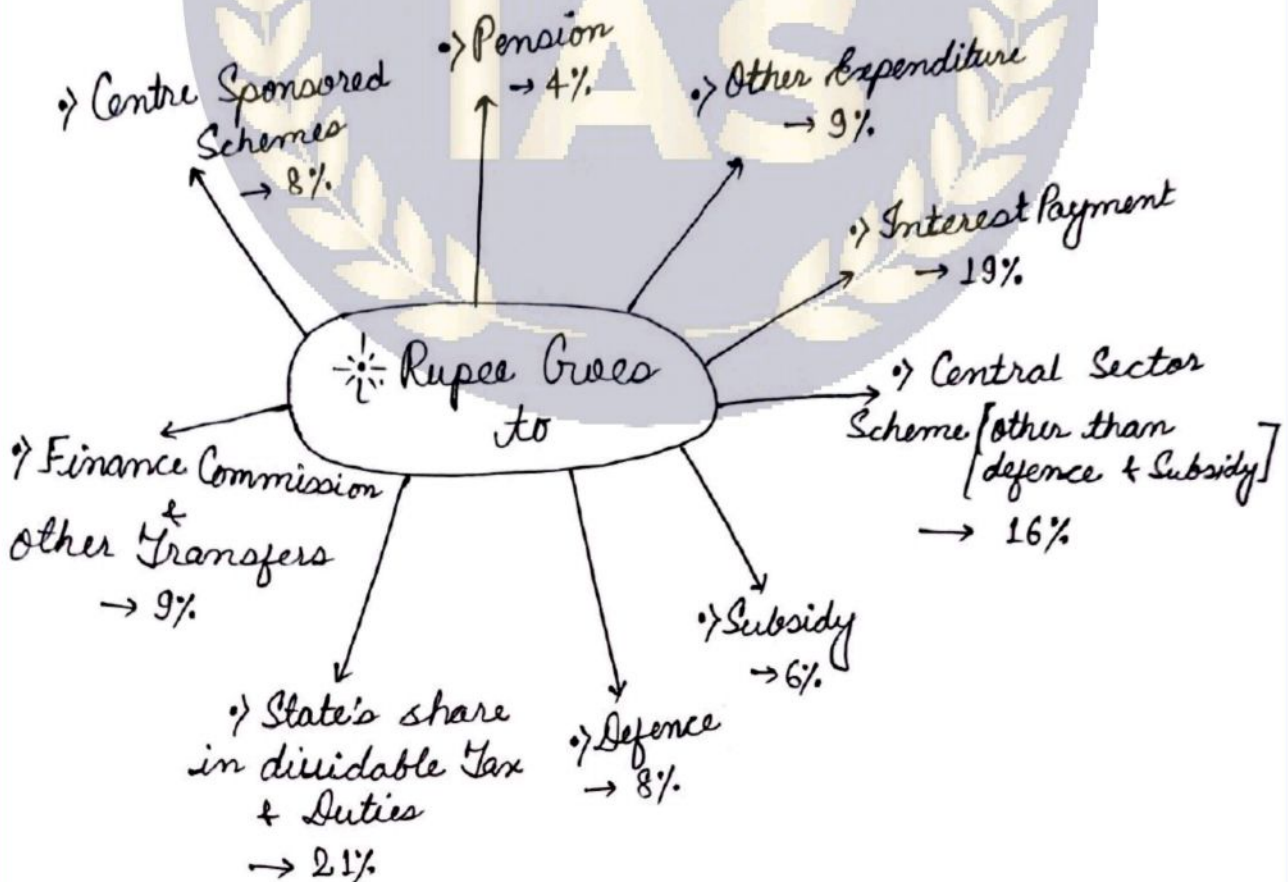 IAS
•> Pension
→ 4%
•> Centre Sponsored
Schemes
→ 8%
•> Other Expenditure
→ 9%
•> Interest Payment
→ 19%
Rupee Goes
to
•> Central Sector
Scheme [other than
defence & Subsidy]
→ 16%
•> Finance Commission
&
other Transfers
→ 9%
•> Subsidy
→ 6%
•> State's share
in dividable Tax
& Duties
→ 21%
•> Defence
→ 8%